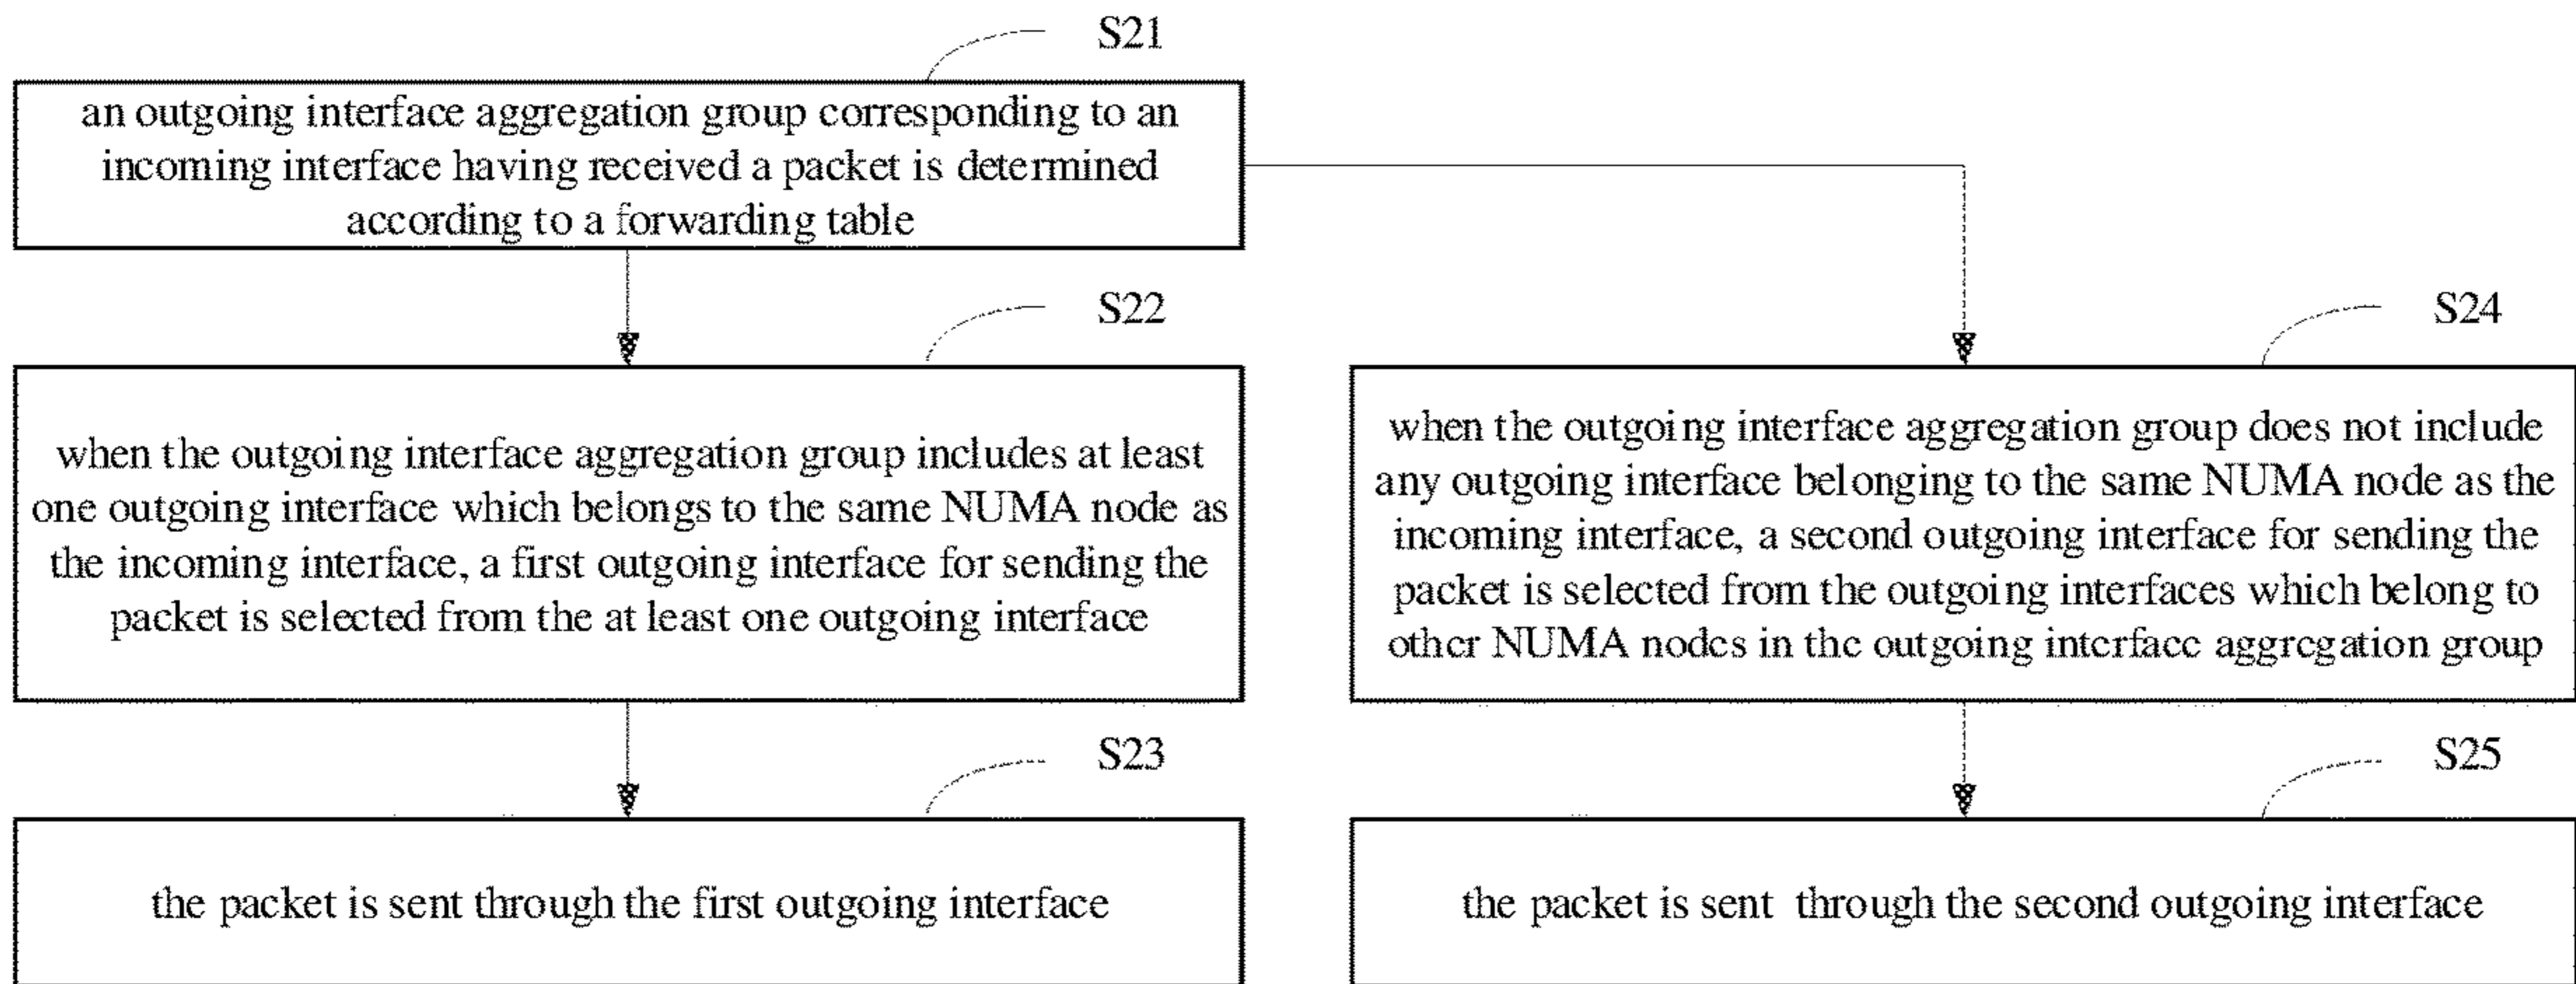 S21
an outgoing interface aggregation group corresponding to an
incoming interface having received a packet is determined
according to a forwarding table
S22
when the outgoing interface aggregation group includes at least
one outgoing interface which belongs to the same NUMA node as
the incoming interface, a first outgoing interface for sending the
packet is selected from the at least one outgoing interface
S24
when the outgoing interface aggregation group does not include
any outgoing interface belonging to the same NUMA node as the
incoming interface, a second outgoing interface for sending the
packet is selected from the outgoing interfaces which belong to
other NUMA nodes in the outgoing interface aggregation group
S23
the packet is sent through the first outgoing interface
S25
the packet is sent through the second outgoing interface